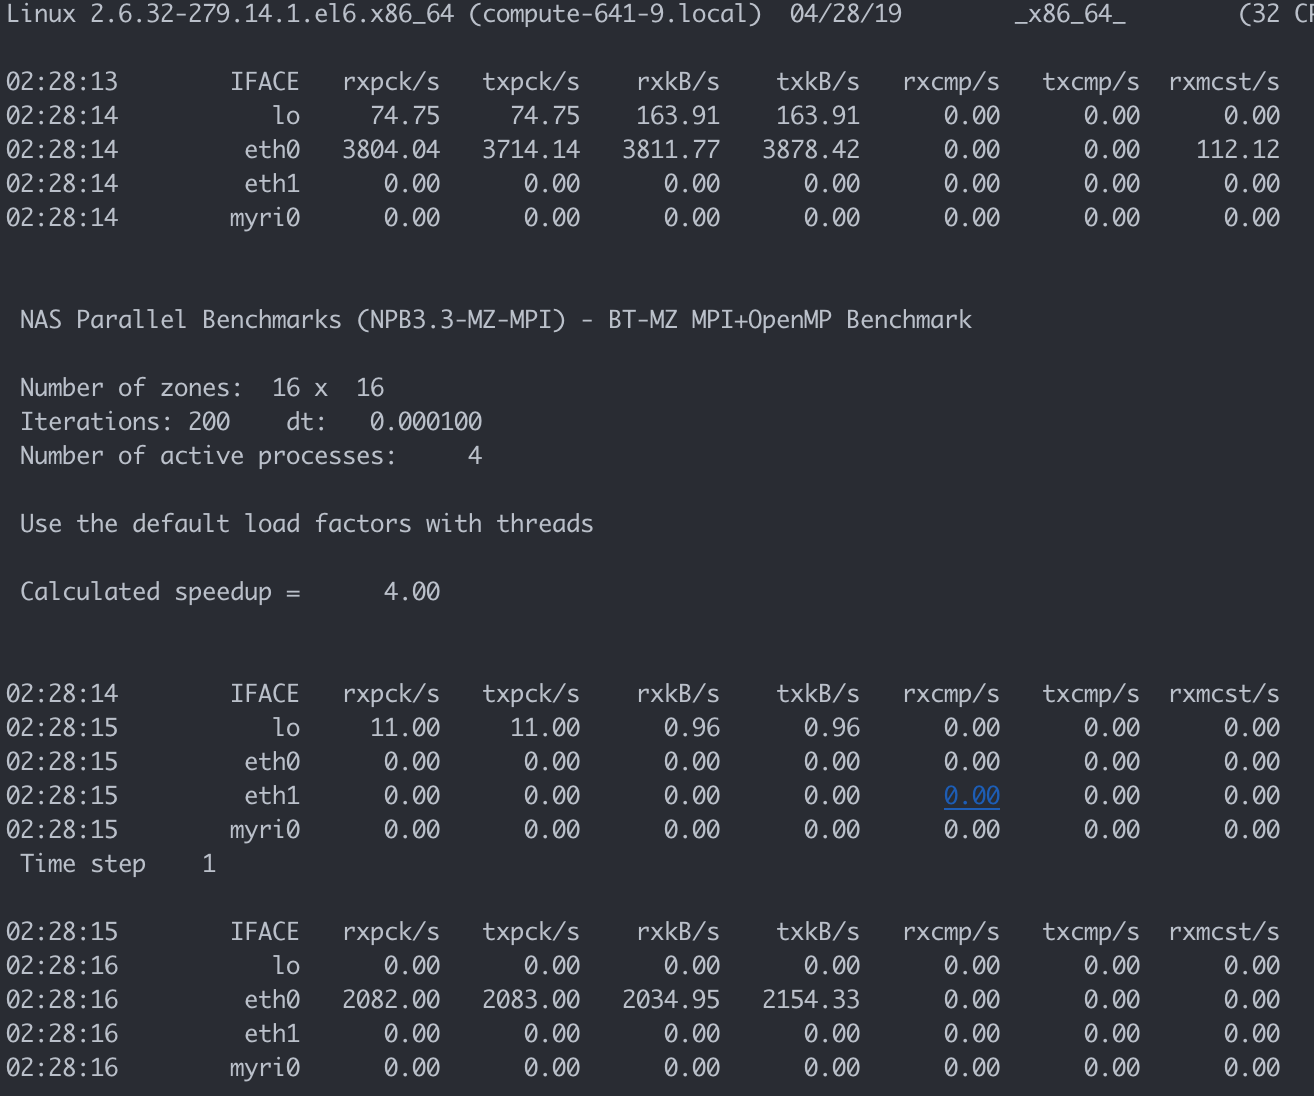 Linux 2.6.32-279.14.1.el6.x86_64 (compute-641-9.local)  04/28/19        _x86_64_        (32
02:28:13        IFACE   rxpck/s   txpck/s    rxkB/s    txkB/s   rxcmp/s   txcmp/s  rxmcst/s
02:28:14           lo     74.75     74.75    163.91    163.91      0.00      0.00      0.00
02:28:14         eth0   3804.04   3714.14   3811.77   3878.42      0.00      0.00    112.12
02:28:14         eth1      0.00      0.00      0.00      0.00      0.00      0.00      0.00
02:28:14        myri0      0.00      0.00      0.00      0.00      0.00      0.00      0.00
NAS Parallel Benchmarks (NPB3.3-MZ-MPI) - BT-MZ MPI+OpenMP Benchmark
Number of zones:  16 x  16
Iterations: 200    dt:   0.000100
Number of active processes:     4
Use the default load factors with threads
Calculated speedup =      4.00
02:28:14        IFACE   rxpck/s   txpck/s    rxkB/s    txkB/s   rxcmp/s   txcmp/s  rxmcst/s
02:28:15           lo     11.00     11.00      0.96      0.96      0.00      0.00      0.00
02:28:15         eth0      0.00      0.00      0.00      0.00      0.00      0.00      0.00
02:28:15         eth1      0.00      0.00      0.00      0.00      0.00      0.00      0.00
02:28:15        myri0      0.00      0.00      0.00      0.00      0.00      0.00      0.00
Time step    1
02:28:15        IFACE   rxpck/s   txpck/s    rxkB/s    txkB/s   rxcmp/s   txcmp/s  rxmcst/s
02:28:16           lo      0.00      0.00      0.00      0.00      0.00      0.00      0.00
02:28:16         eth0   2082.00   2083.00   2034.95   2154.33      0.00      0.00      0.00
02:28:16         eth1      0.00      0.00      0.00      0.00      0.00      0.00      0.00
02:28:16        myri0      0.00      0.00      0.00      0.00      0.00      0.00      0.00